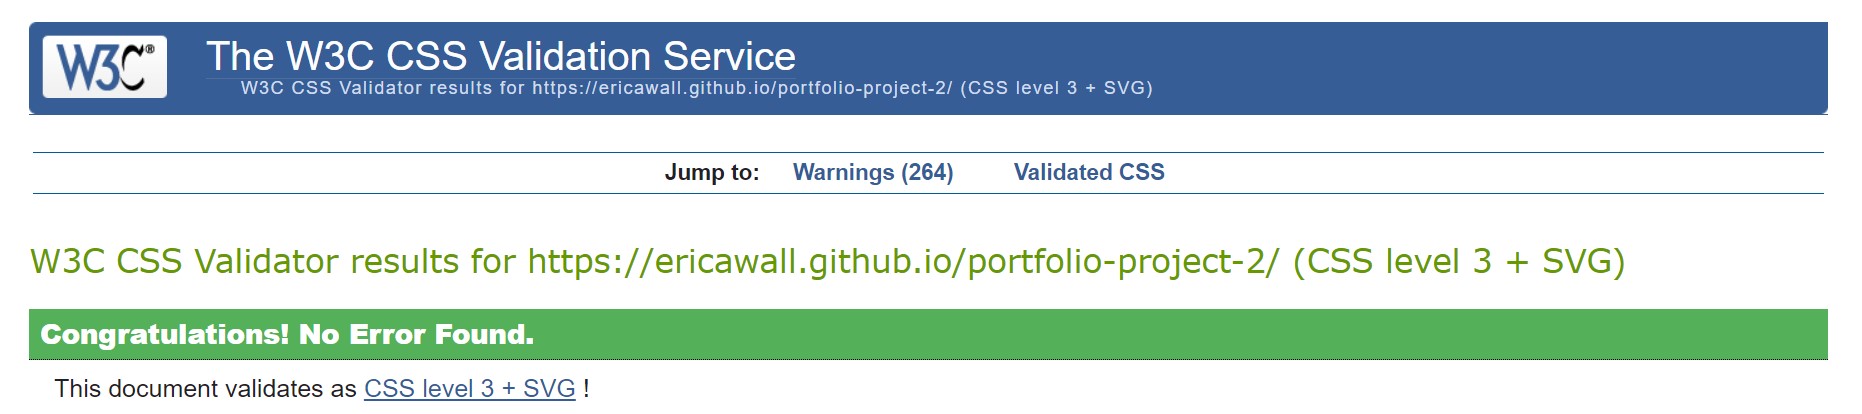 W3C®
The W3C CSS Validation Service
W3C CSS Validator results for https://ericawall.github.io/portfolio-project-2/ (CSS level 3 + SVG)
Jump to: Warnings (264) Validated CSS
W3C CSS Validator results for https://ericawall.github.io/portfolio-project-2/ (CSS level 3 + SVG)
Congratulations! No Error Found.
This document validates as CSS level 3 + SVG !